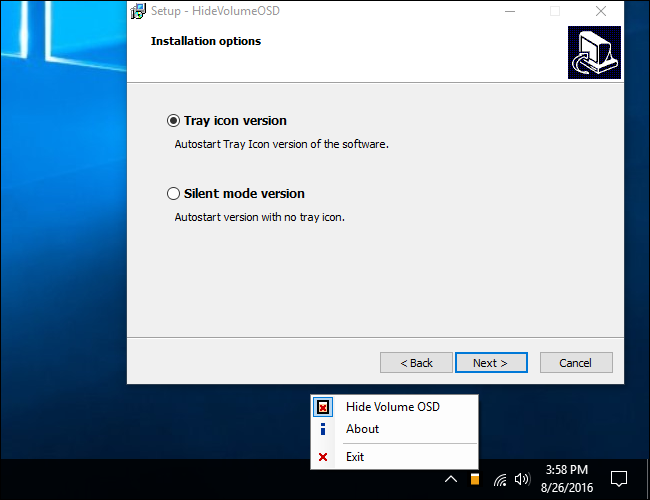 Setup - HideVolumeOSD
Installation options
Tray icon version
Autostart Tray Icon version of the software.
Silent mode version
Autostart version with no tray icon.
< Back
Next >
Cancel
Hide Volume OSD
About
Exit
3:58 PM
8/26/2016